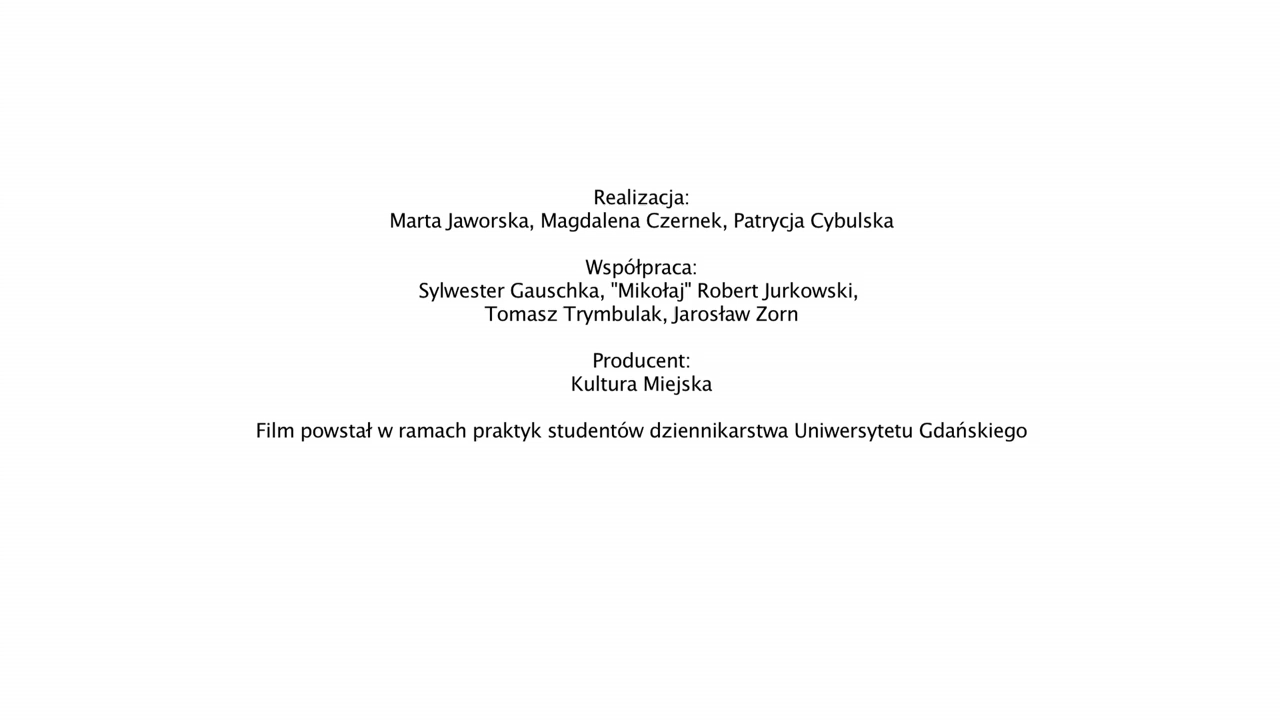 Realizacja:
Marta Jaworska, Magdalena Czernek, Patrycja Cybulska
Współpraca:
Sylwester Gauschka, "Mikołaj" Robert Jurkowski,
Tomasz Trymbulak, Jarosław Zorn
Producent:
Kultura Miejska
Film powstał w ramach praktyk studentów dziennikarstwa Uniwersytetu Gdańskiego